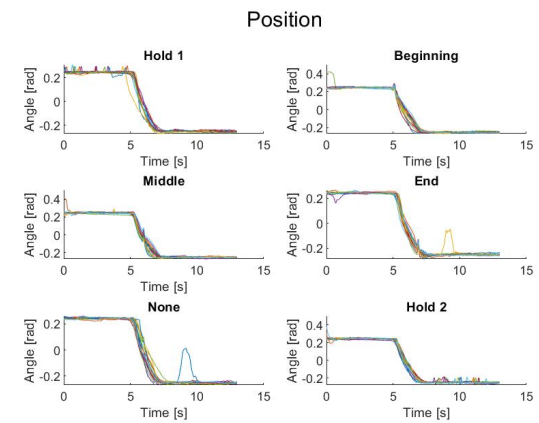 Position
Hold 1
Beginning
Angle [rad]
0.2
0
-0.2
0 5 10 15
Time [s]
Angle [rad]
0.4
0.2
0
-0.2
0 5 10 15
Time [s]
Middle
End
Angle [rad]
0.4
0.2
0
-0.2
0 5 10 15
Time [s]
Angle [rad]
0.2
0
-0.2
0 5 10 15
Time [s]
None
Hold 2
Angle [rad]
0.2
0
-0.2
0 5 10 15
Time [s]
Angle [rad]
0.4
0.2
0
-0.2
0 5 10 15
Time [s]